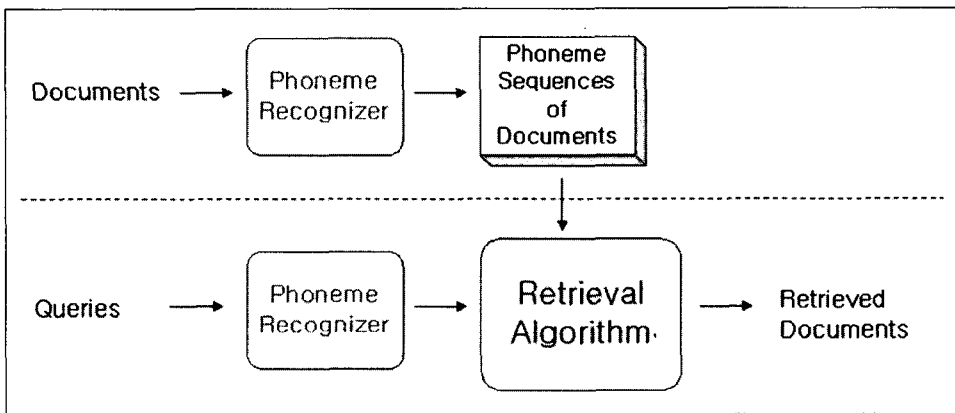 Documents
Phoneme
Recognizer
Phoneme
Sequences
of
Documents
Queries
Phoneme
Recognizer
Retrieval
Algorithm.
Retrieved
Documents